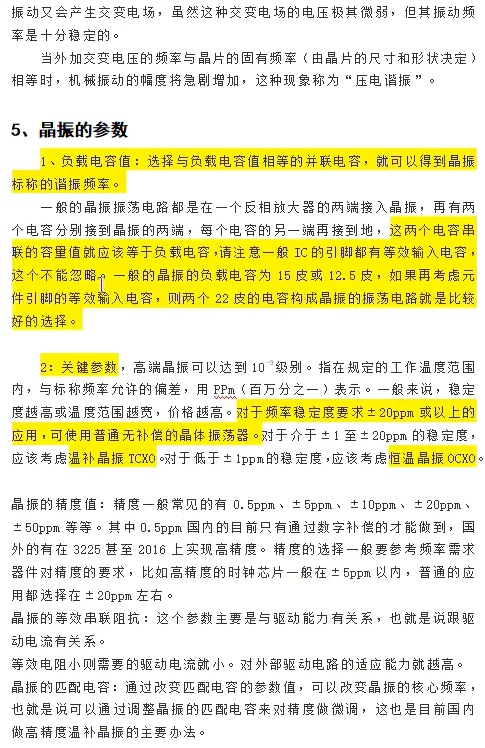 振动又会产生交变电场，虽然这种交变电场的电压极其微弱，但其振动频
率是十分稳定的。
当外加交变电压的频率与晶片的固有频率（由晶片的尺寸和形状决定）
相等时，机械振动的幅度将急剧增加，这种现象称为“压电谐振”。
5、晶振的参数
1、负载电容值：选择与负载电容值相等的并联电容，就可以得到晶振
标称的谐振频率。
一般的晶振振荡电路都是在一个反相放大器的两端接入晶振，再有两
个电容分别接到晶振的两端，每个电容的另一端再接到地，这两个电容串
联的容量值就应该等于负载电容，请注意一般 IC 的引脚都有等效输入电容，
这个不能忽略。一般的晶振的负载电容为 15 皮或 12.5 皮，如果再考虑元
件引脚的等效输入电容，则两个 22 皮的电容构成晶振的振荡电路就是比较
好的选择。
2：关键参数，高端晶振可以达到 10⁻⁹级别。指在规定的工作温度范围
内，与标称频率允许的偏差，用 PPm（百万分之一）表示。一般来说，稳定
度越高或温度范围越宽，价格越高。对于频率稳定度要求±20ppm 或以上的
应用，可使用普通无补偿的晶体振荡器。对于介于±1 至±20ppm 的稳定度，
应该考虑温补晶振 TCXO。对于低于±1ppm的稳定度，应该考虑恒温晶振 OCXO。
晶振的精度值：精度一般常见的有 0.5ppm、±5ppm、±10ppm、±20ppm、
±50ppm 等等。其中 0.5ppm 国内的目前只有通过数字补偿的才能做到，国
外的有在 3225 甚至 2016 上实现高精度。精度的选择一般要参考频率需求
器件对精度的要求，比如高精度的时钟芯片一般在±5ppm 以内，普通的应
用都选择在±20ppm 左右。
晶振的等效串联阻抗：这个参数主要是与驱动能力有关系，也就是说跟驱
动电流有关系。
等效电阻小则需要的驱动电流就小。对外部驱动电路的适应能力就越高。
晶振的匹配电容：通过改变匹配电容的参数值，可以改变晶振的核心频率，
也就是说可以通过调整晶振的匹配电容来对精度做微调，这也是目前国内
做高精度温补晶振的主要办法。